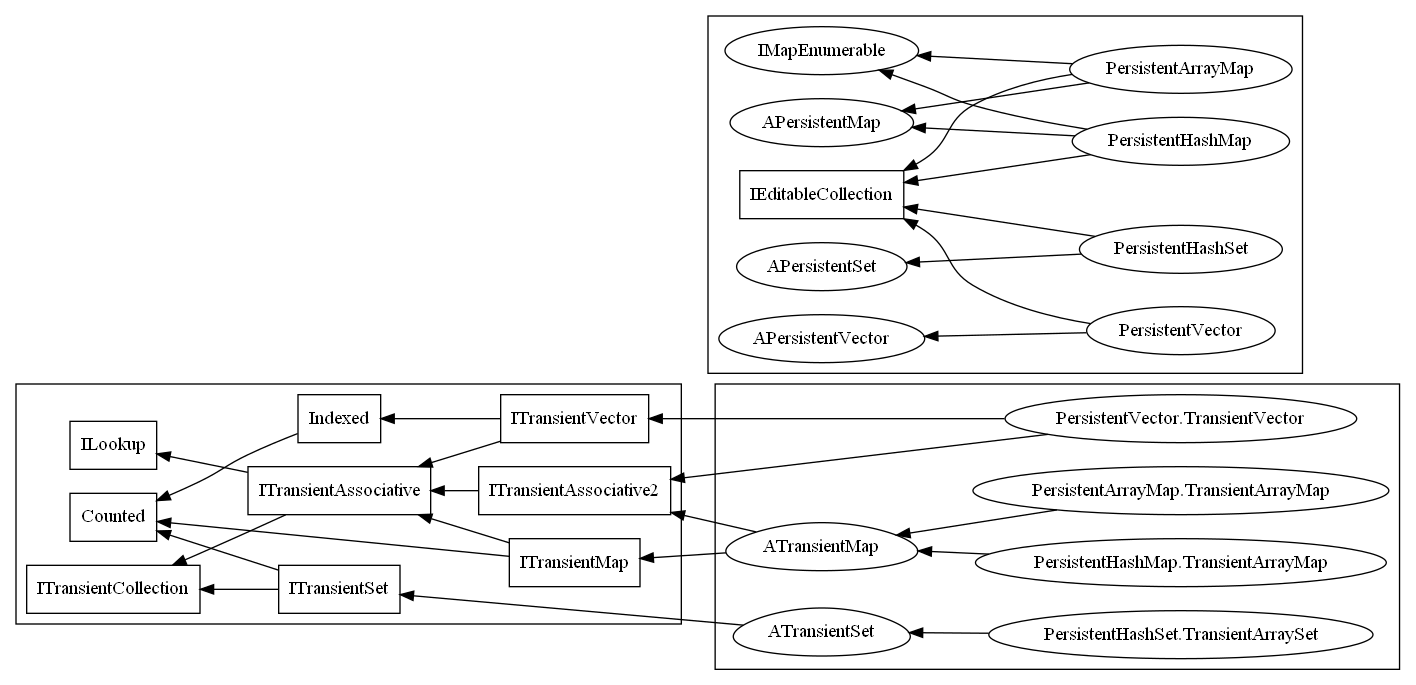 IMapEnumerable
PersistentArrayMap
APersistentMap
PersistentHashMap
IEditableCollection
PersistentHashSet
APersistentSet
PersistentVector
APersistentVector
Indexed
ITransientVector
PersistentVector.TransientVector
ILookup
ITransientAssociative
ITransientAssociative2
PersistentArrayMap.TransientArrayMap
Counted
ATransientMap
ITransientMap
PersistentHashMap.TransientArrayMap
ITransientCollection
ITransientSet
ATransientSet
PersistentHashSet.TransientArraySet